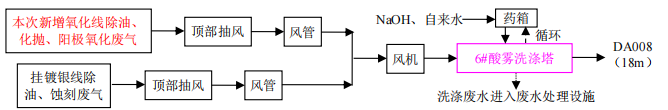 本次新增氧化线除油、
化抛、阳极氧化废气
顶部抽风
风管
挂镀银线除
油、蚀刻废气
顶部抽风
风管
风机
NaOH、自来水
药箱
循环
6#酸雾洗涤塔
DA008
（18m）
洗涤废水进入废水处理设施